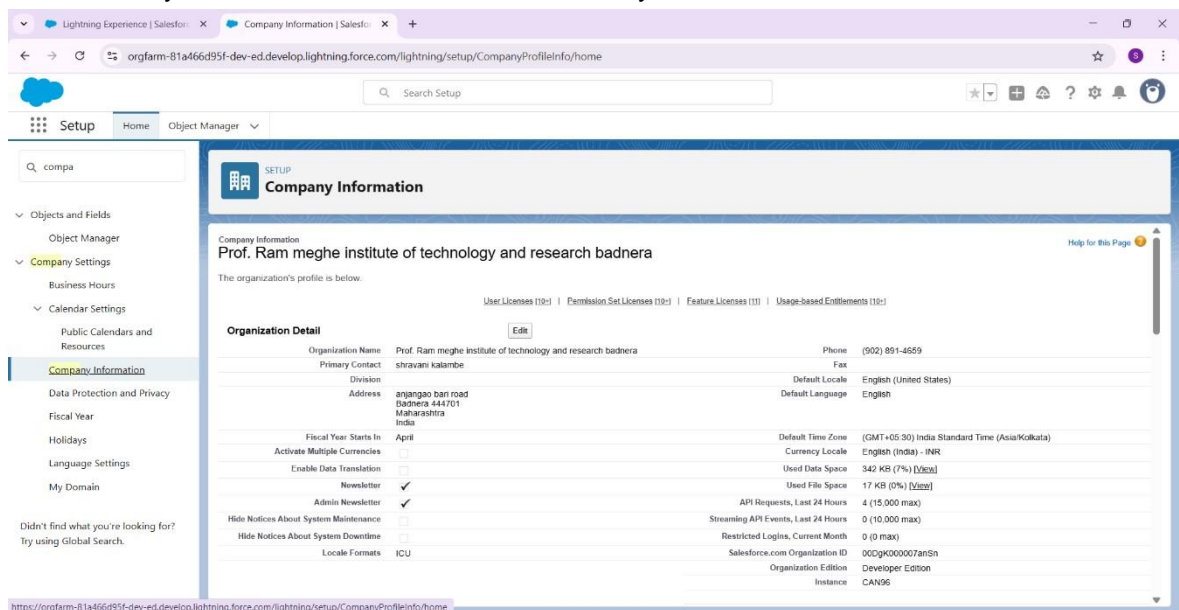 Lightning Experience | Salesforc
Company Information | Salesfor
orgfarm-81a466d95f-dev-ed.develop.lightning.force.com/lightning/setup/CompanyProfileInfo/home
S
Search Setup
Setup
Home
Object Manager
compa
Objects and Fields
Object Manager
Company Settings
Business Hours
Calendar Settings
Public Calendars and
Resources
Company Information
Data Protection and Privacy
Fiscal Year
Holidays
Language Settings
My Domain
Didn't find what you're looking for?
Try using Global Search.
SETUP
Company Information
Company Information
Prof. Ram meghe institute of technology and research badnera
Help for this Page
The organization's profile is below.
User Licenses [10+] | Permission Set Licenses [10+] | Feature Licenses [11] | Usage-based Entitlements [10+]
Organization Detail Edit
Organization Name Prof. Ram meghe institute of technology and research badnera Phone (902) 891-4659
Primary Contact shravani kalambe Fax
Division Default Locale English (United States)
Address anjangao bari road Default Language English
Badnera 444701
Maharashtra
India
Fiscal Year Starts In April Default Time Zone (GMT+05:30) India Standard Time (Asia/Kolkata)
Activate Multiple Currencies Currency Locale English (India) - INR
Enable Data Translation Used Data Space 342 KB (7%) [View]
Newsletter Used File Space 17 KB (0%) [View]
Admin Newsletter API Requests, Last 24 Hours 4 (15,000 max)
Hide Notices About System Maintenance Streaming API Events, Last 24 Hours 0 (10,000 max)
Hide Notices About System Downtime Restricted Logins, Current Month 0 (0 max)
Locale Formats ICU Salesforce.com Organization ID 00DgK000007anSn
Organization Edition Developer Edition
Instance CAN96
https://orgfarm-81a466d95f-dev-ed.develop.lightning.force.com/lightning/setup/CompanyProfileInfo/home